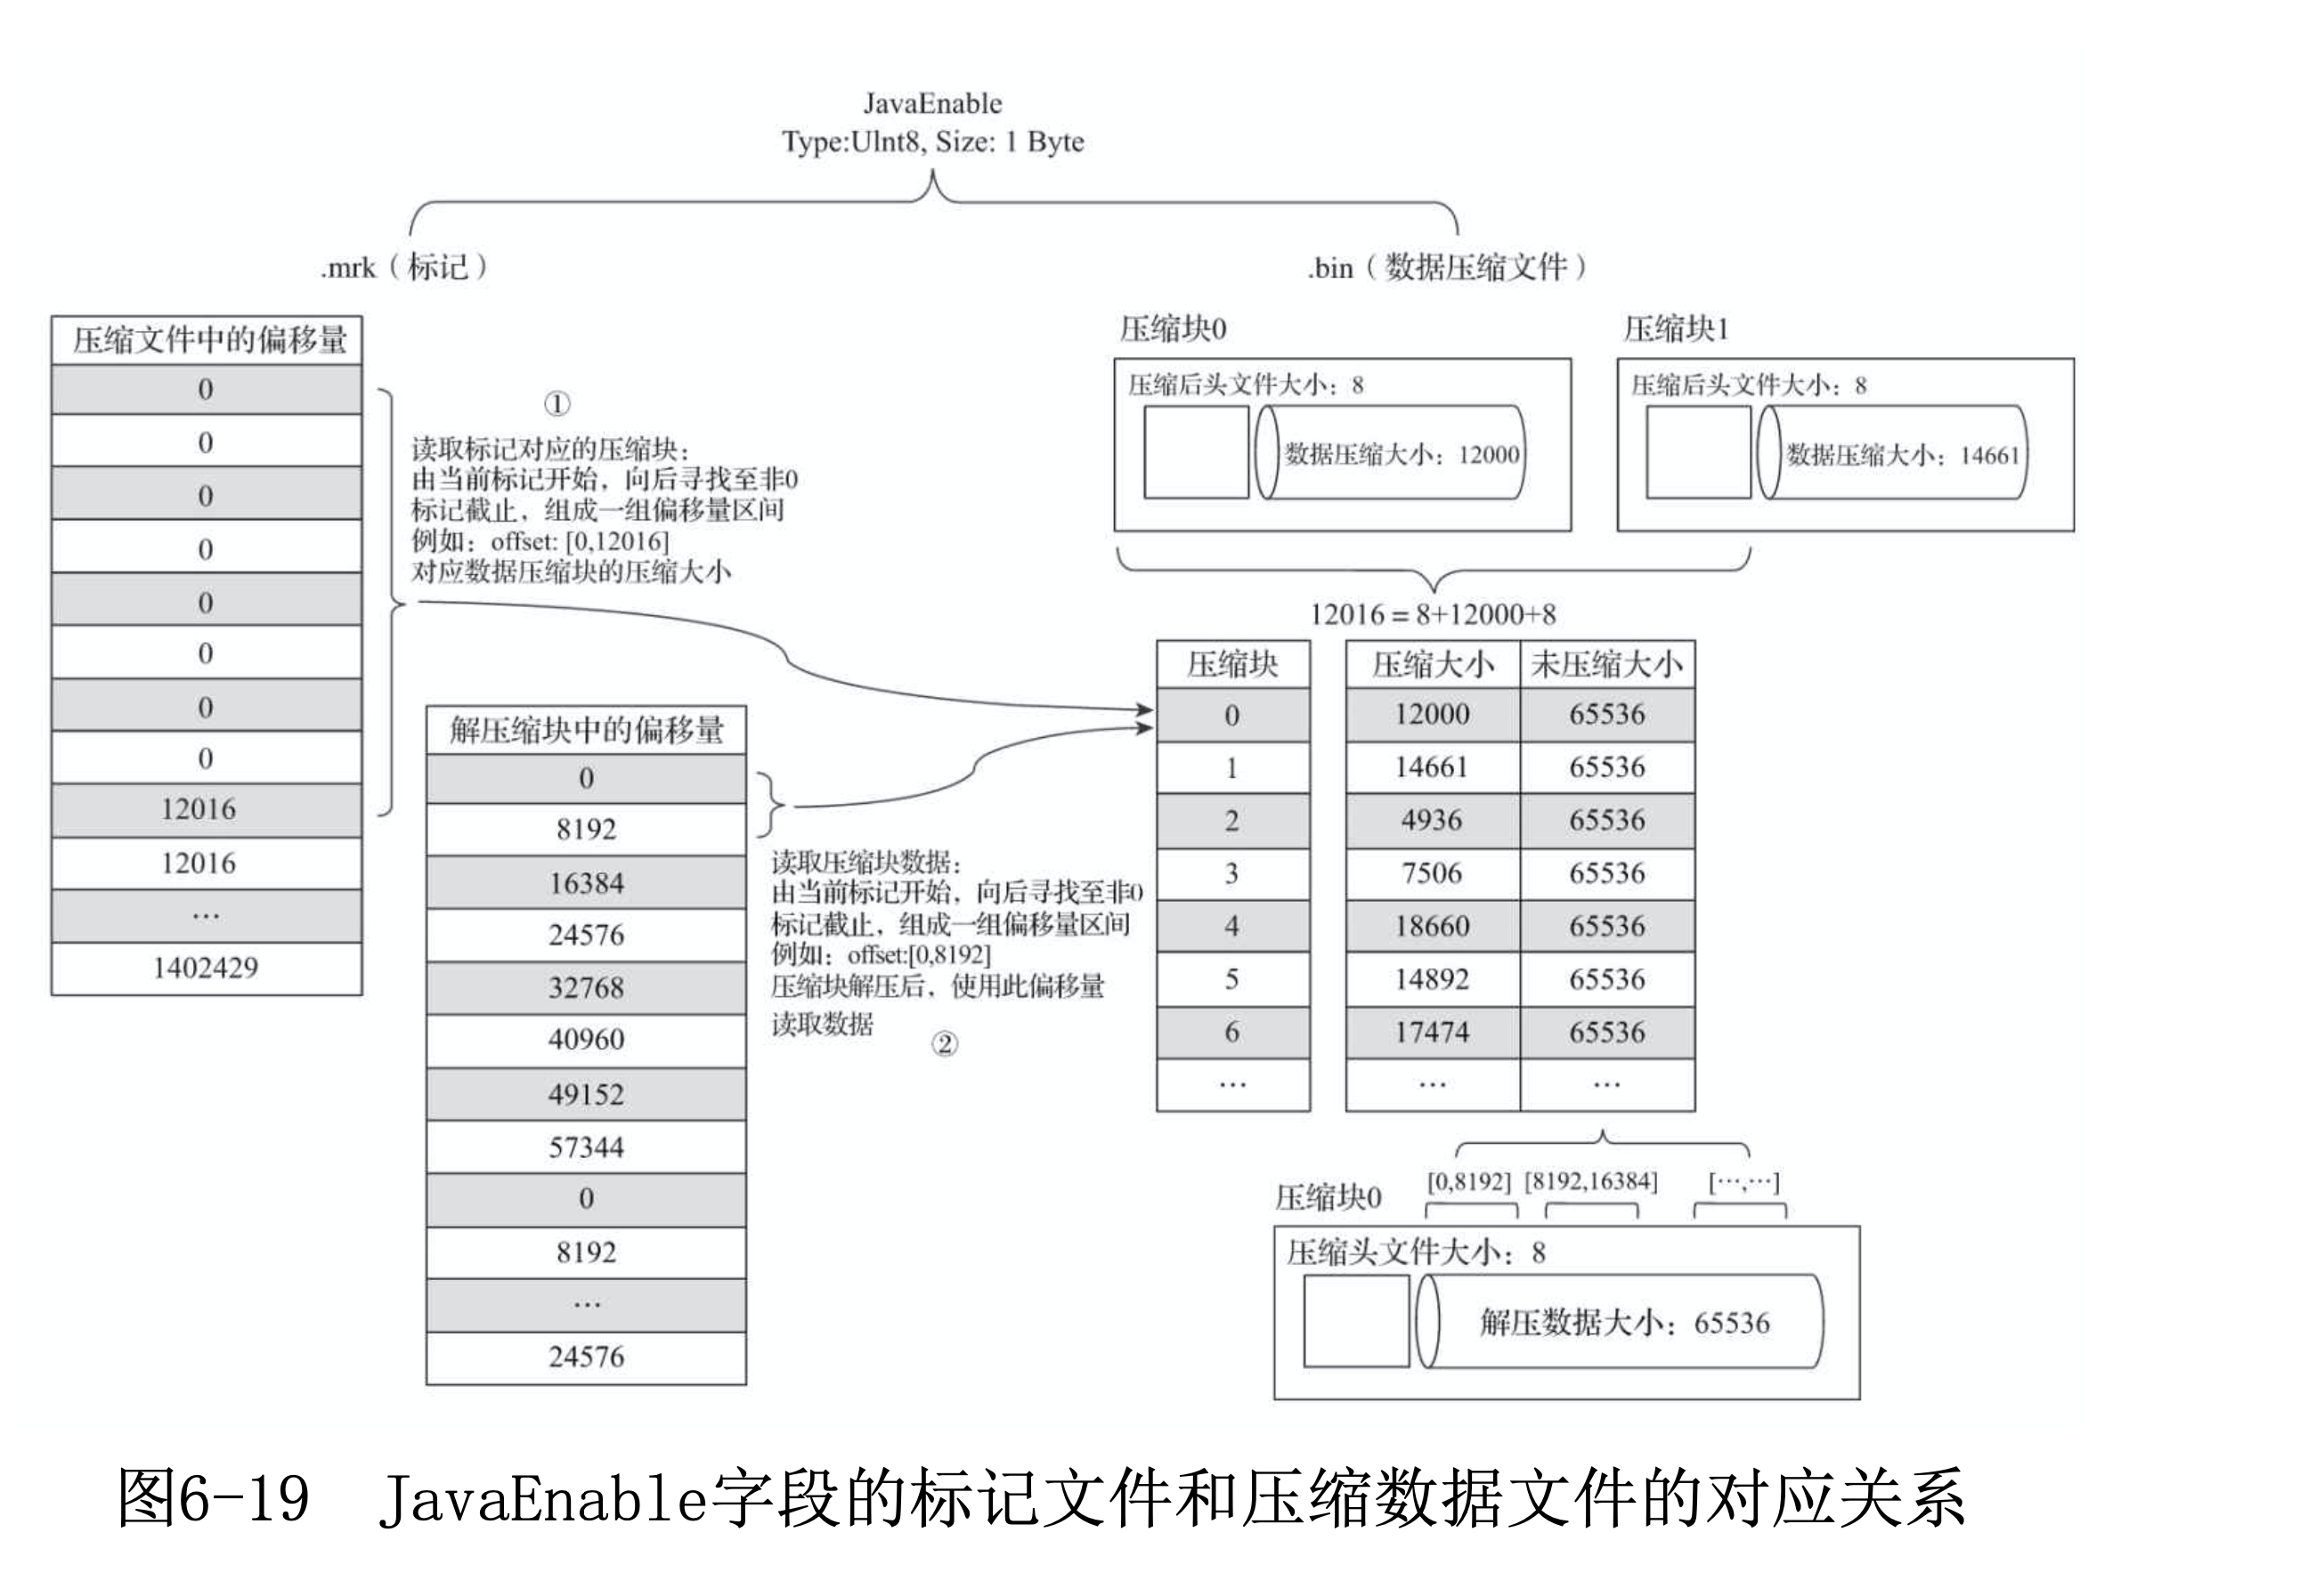 JavaEnable
Type:Ulnt8, Size: 1 Byte
.mrk（标记）
.bin（数据压缩文件）
压缩文件中的偏移量
0
0
0
0
0
0
0
0
12016
12016
…
1402429
①
读取标记对应的压缩块：
由当前标记开始，向后寻找至非0
标记截止，组成一组偏移量区间
例如：offset: [0,12016]
对应数据压缩块的压缩大小
解压缩块中的偏移量
0
8192
16384
24576
32768
40960
49152
57344
0
8192
…
24576
读取压缩块数据：
由当前标记开始，向后寻找至非0
标记截止，组成一组偏移量区间
例如：offset:[0,8192]
压缩块解压后，使用此偏移量
读取数据
②
压缩块0
压缩后头文件大小：8
数据压缩大小：12000
压缩块1
压缩后头文件大小：8
数据压缩大小：14661
12016 = 8+12000+8
压缩块 压缩大小 未压缩大小
0 12000 65536
1 14661 65536
2 4936 65536
3 7506 65536
4 18660 65536
5 14892 65536
6 17474 65536
… … …
[0,8192] [8192,16384] [⋯,⋯]
压缩块0
压缩头文件大小：8
解压数据大小：65536
图6-19 JavaEnable字段的标记文件和压缩数据文件的对应关系